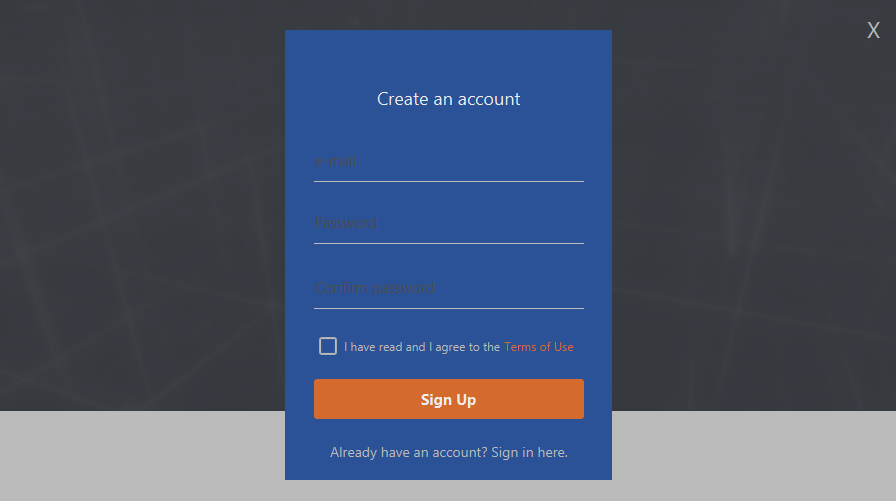 X
Create an account
e-mail
Password
Confirm password
I have read and I agree to the Terms of Use
Sign Up
Already have an account? Sign in here.